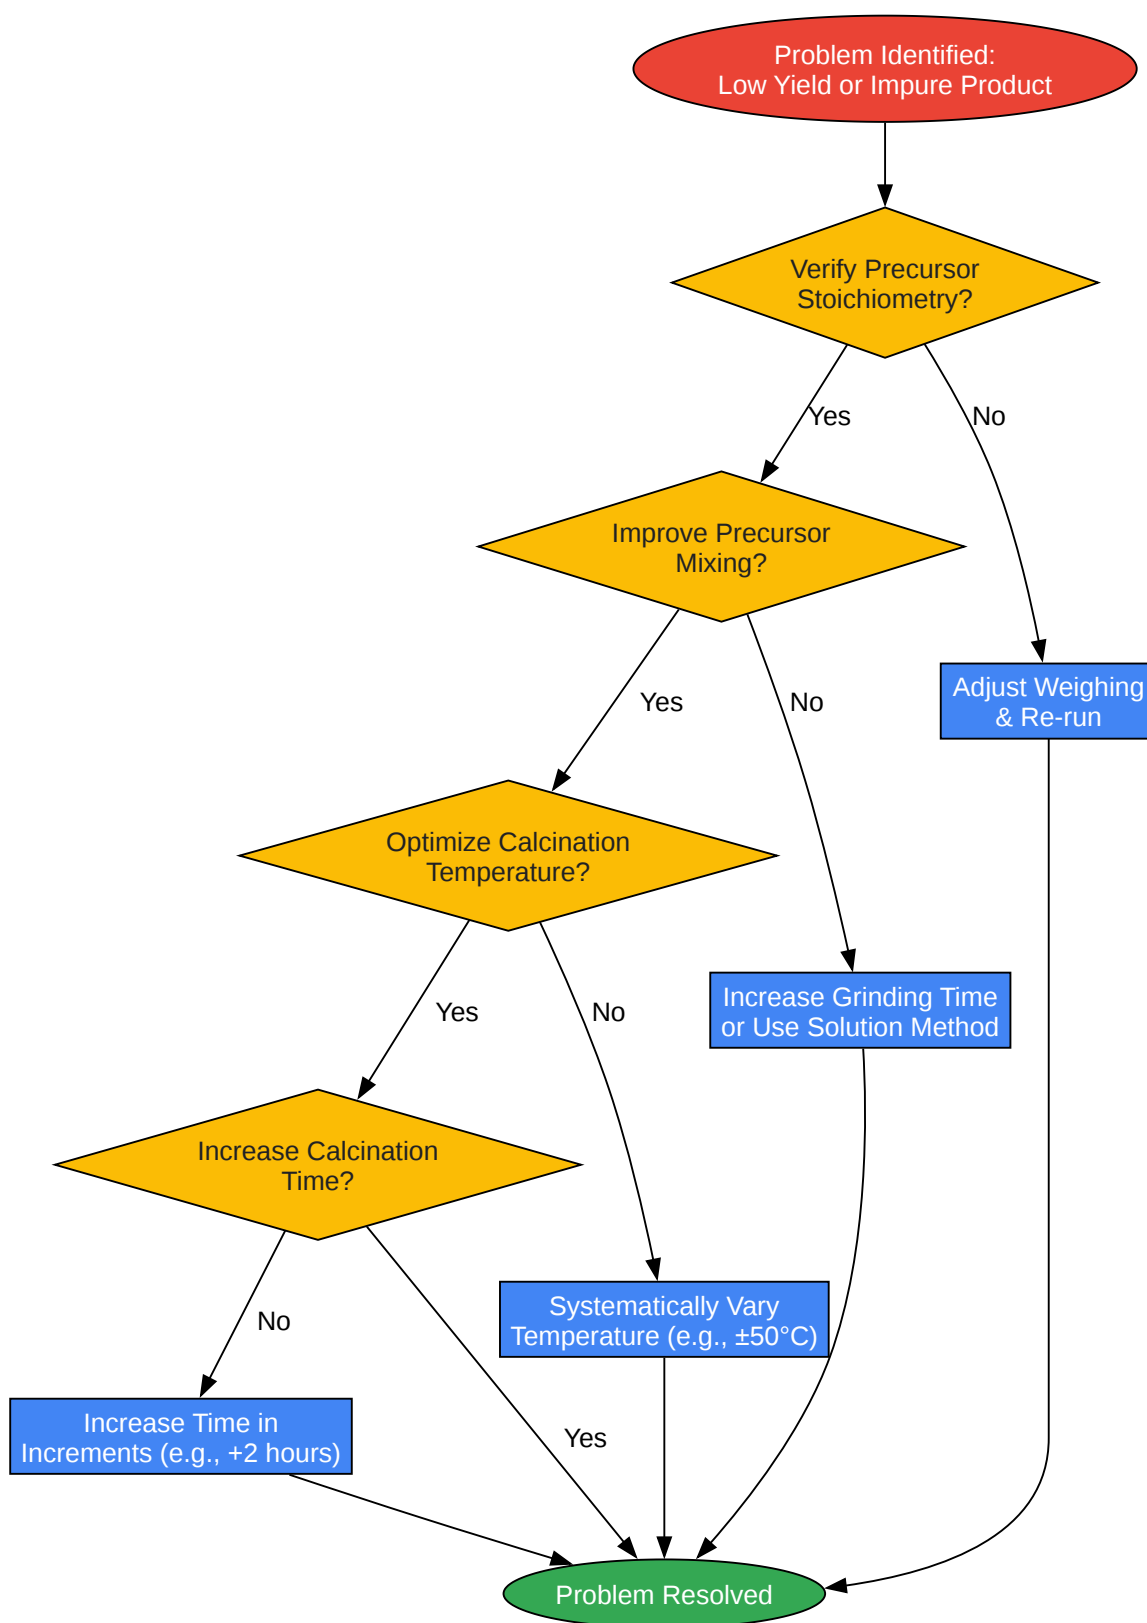 Problem Identified:
Low Yield or Impure Product
Verify Precursor
Stoichiometry?
Yes
No
Improve Precursor
Mixing?
Yes
No
Adjust Weighing
& Re-run
Optimize Calcination
Temperature?
Yes
No
Increase Grinding Time
or Use Solution Method
Increase Calcination
Time?
No
Yes
Systematically Vary
Temperature (e.g., ±50°C)
Increase Time in
Increments (e.g., +2 hours)
Problem Resolved